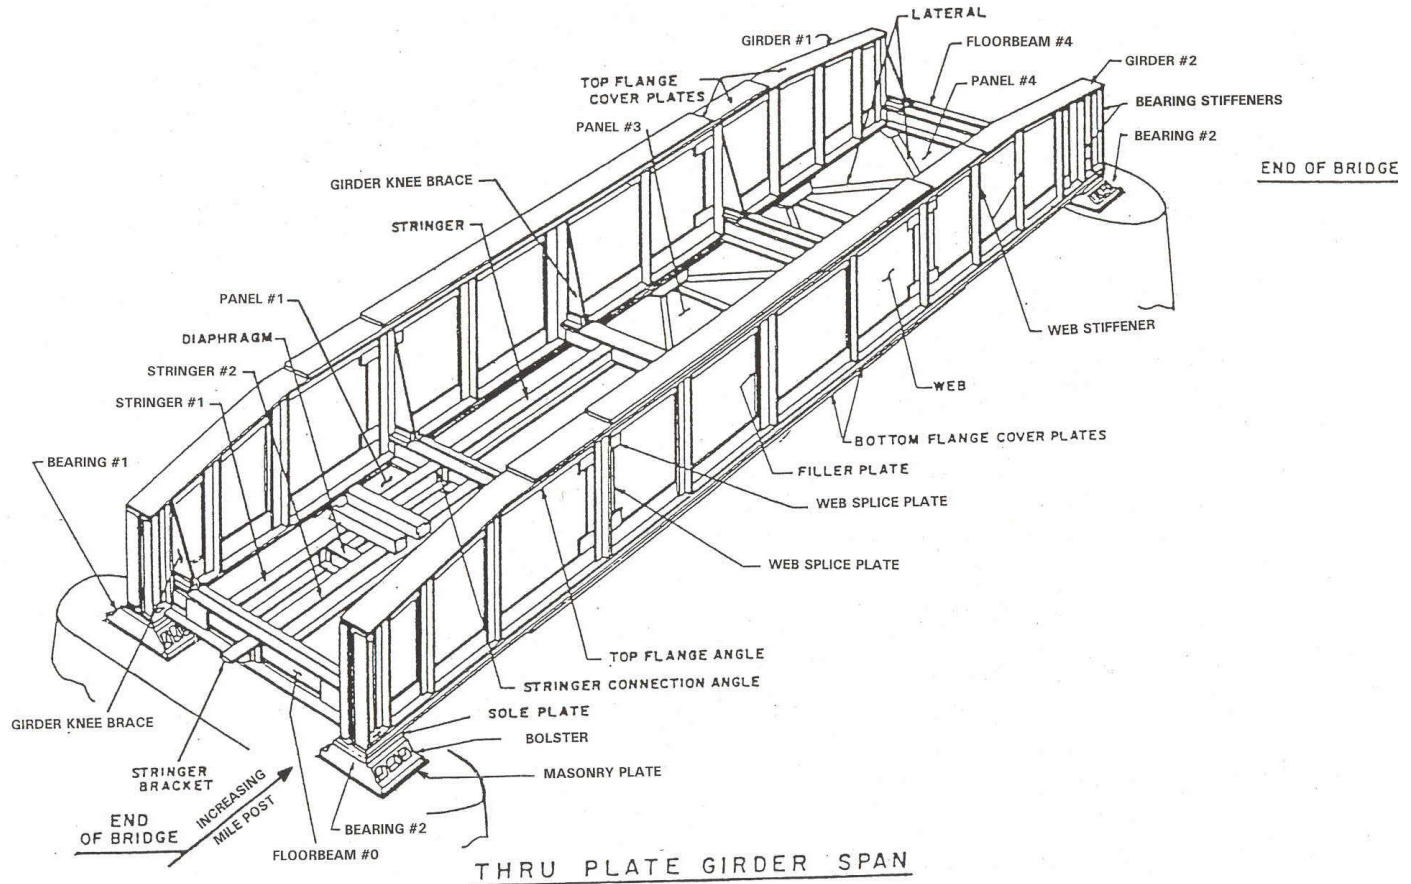 LATERAL
GIRDER #1
FLOORBEAM #4
GIRDER #2
TOP FLANGE
COVER PLATES
PANEL #4
BEARING STIFFENERS
PANEL #3
BEARING #2
END OF BRIDGE
GIRDER KNEE BRACE
STRINGER
PANEL #1
DIAPHRAGM
WEB STIFFENER
STRINGER #2
WEB
STRINGER #1
BOTTOM FLANGE COVER PLATES
BEARING #1
FILLER PLATE
WEB SPLICE PLATE
WEB SPLICE PLATE
TOP FLANGE ANGLE
STRINGER CONNECTION ANGLE
SOLE PLATE
GIRDER KNEE BRACE
BOLSTER
STRINGER
BRACKET
MASONRY PLATE
INCREASING
MILE POST
END
OF BRIDGE
BEARING #2
FLOORBEAM #0
THRU PLATE GIRDER SPAN